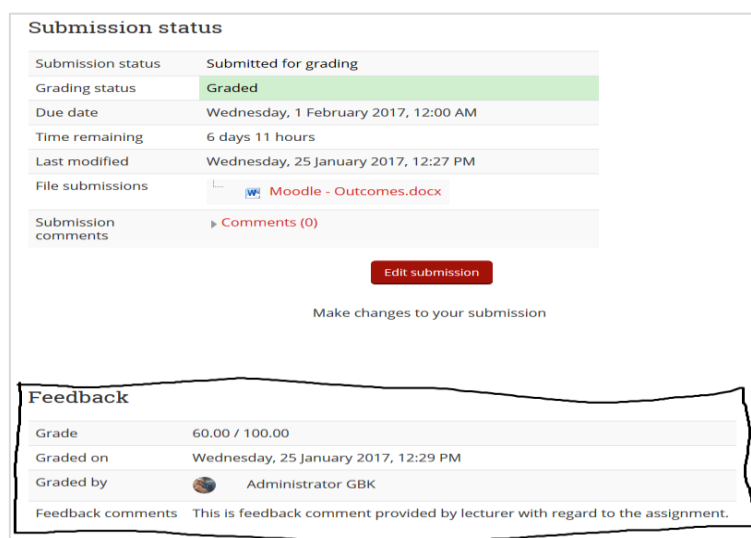 Submission status
Submission status Submitted for grading
Grading status Graded
Due date Wednesday, 1 February 2017, 12:00 AM
Time remaining 6 days 11 hours
Last modified Wednesday, 25 January 2017, 12:27 PM
File submissions Moodle - Outcomes.docx
Submission
comments Comments (0)
Edit submission
Make changes to your submission
Feedback
Grade 60.00 / 100.00
Graded on Wednesday, 25 January 2017, 12:29 PM
Graded by Administrator GBK
Feedback comments This is feedback comment provided by lecturer with regard to the assignment.